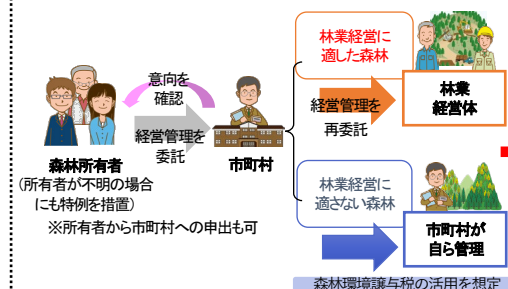 意向を
確認
経営管理を
委託
森林所有者
(所有者が不明の場合
にも特例を措置)
※所有者から市町村への申出も可
市町村
林業経営に
適した森林
経営管理を
再委託
林業
経営体
林業経営に
適さない森林
市町村が
自ら管理
森林環境譲与税の活用を想定